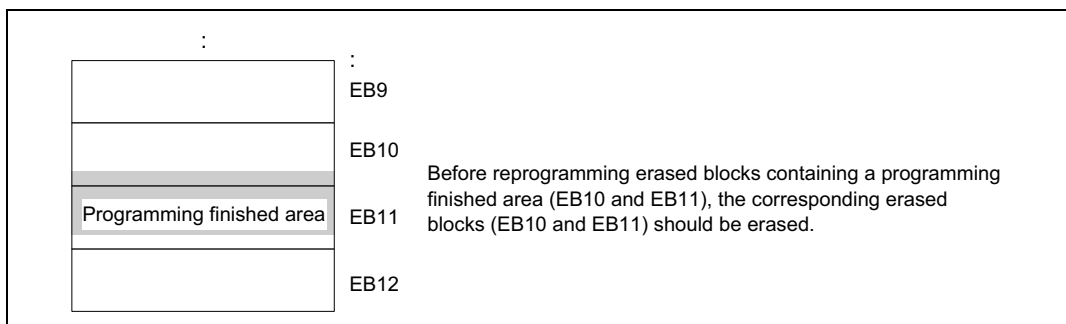 :
:
EB9
EB10
Before reprogramming erased blocks containing a programming
finished area (EB10 and EB11), the corresponding erased
blocks (EB10 and EB11) should be erased.
Programming finished area
EB11
EB12